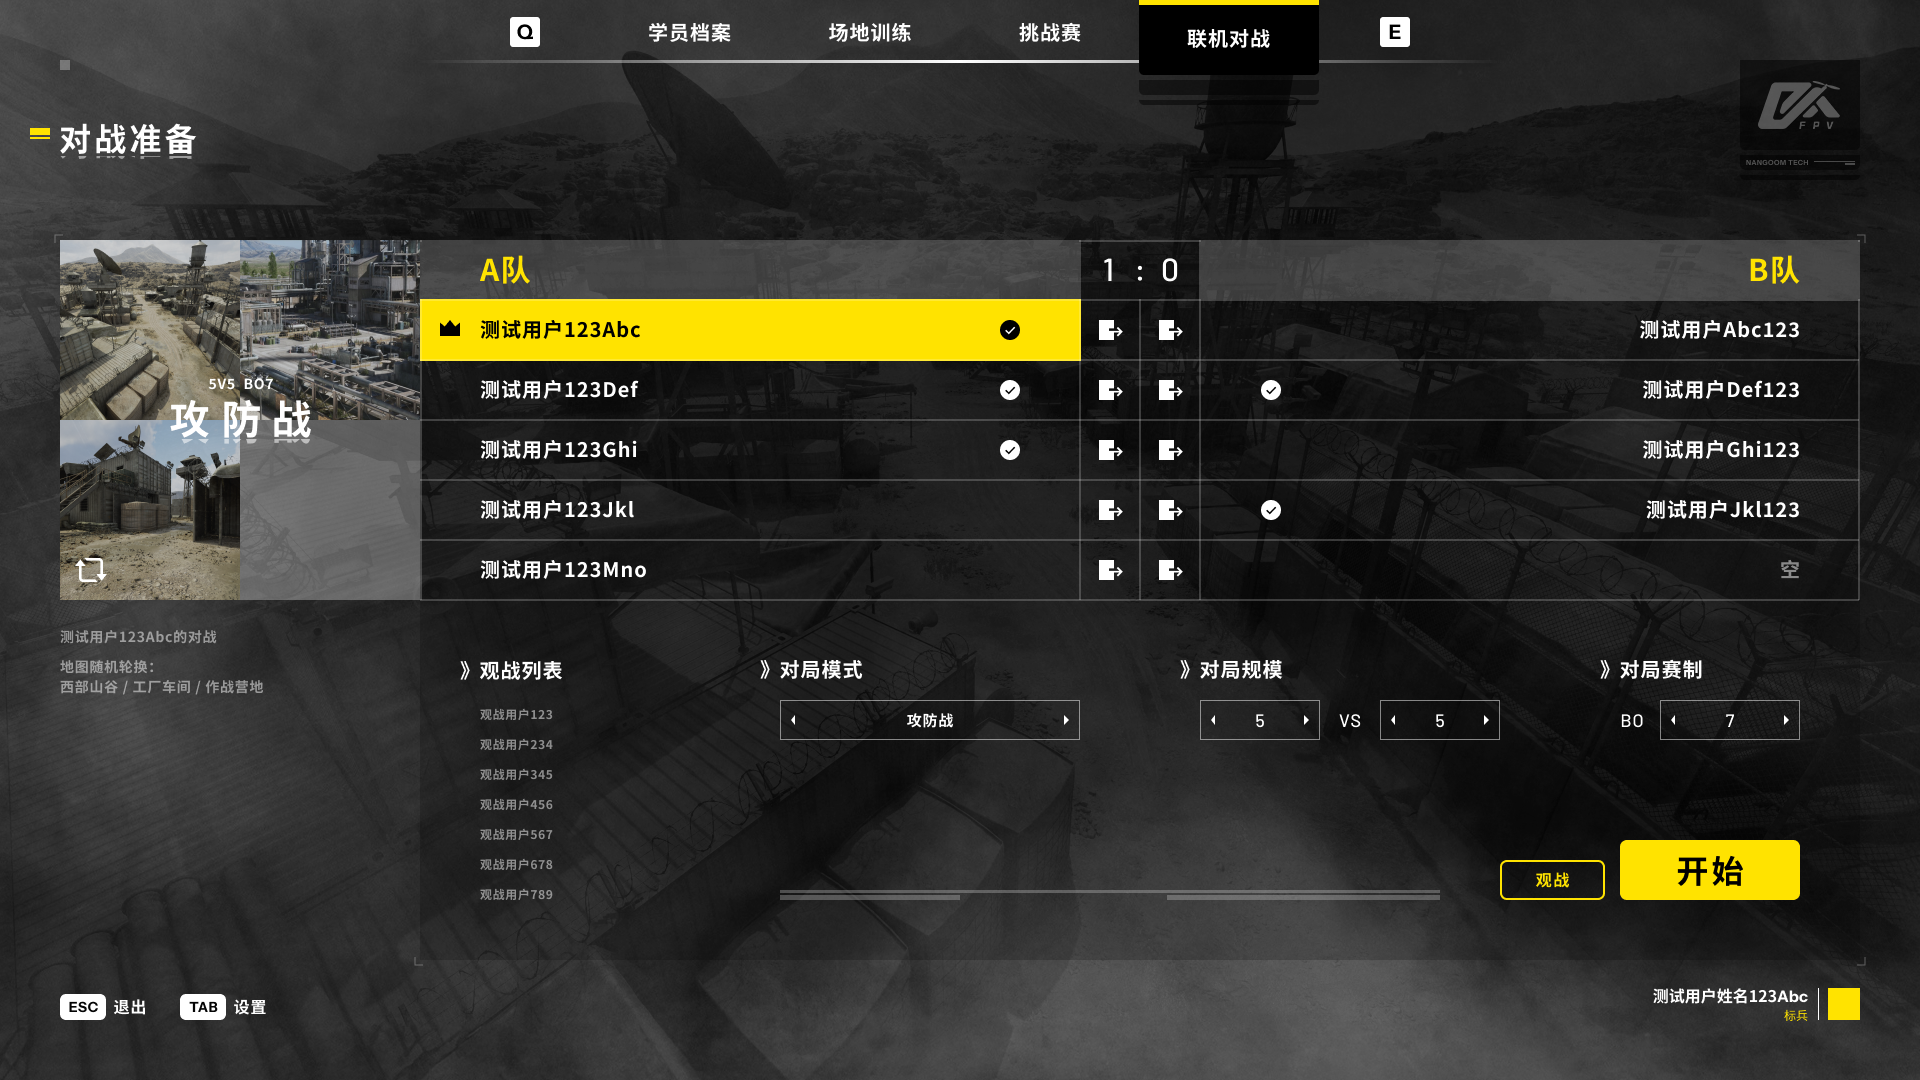 Q
学员档案
场地训练
挑战赛
联机对战
E
对战准备
FPV
NANGOOM TECH
A队
1 : 0
B队
测试用户123Abc
测试用户Abc123
测试用户123Def
测试用户Def123
测试用户123Ghi
测试用户Ghi123
测试用户123Jkl
测试用户Jkl123
测试用户123Mno
空
5V5 BO7
攻防战
测试用户123Abc的对战
地图随机轮换：
西部山谷 / 工厂车间 / 作战营地
》观战列表
观战用户123
观战用户234
观战用户345
观战用户456
观战用户567
观战用户678
观战用户789
》对局模式
攻防战
》对局规模
5 VS 5
》对局赛制
BO 7
观战
开始
ESC 退出
TAB 设置
测试用户姓名123Abc
标兵